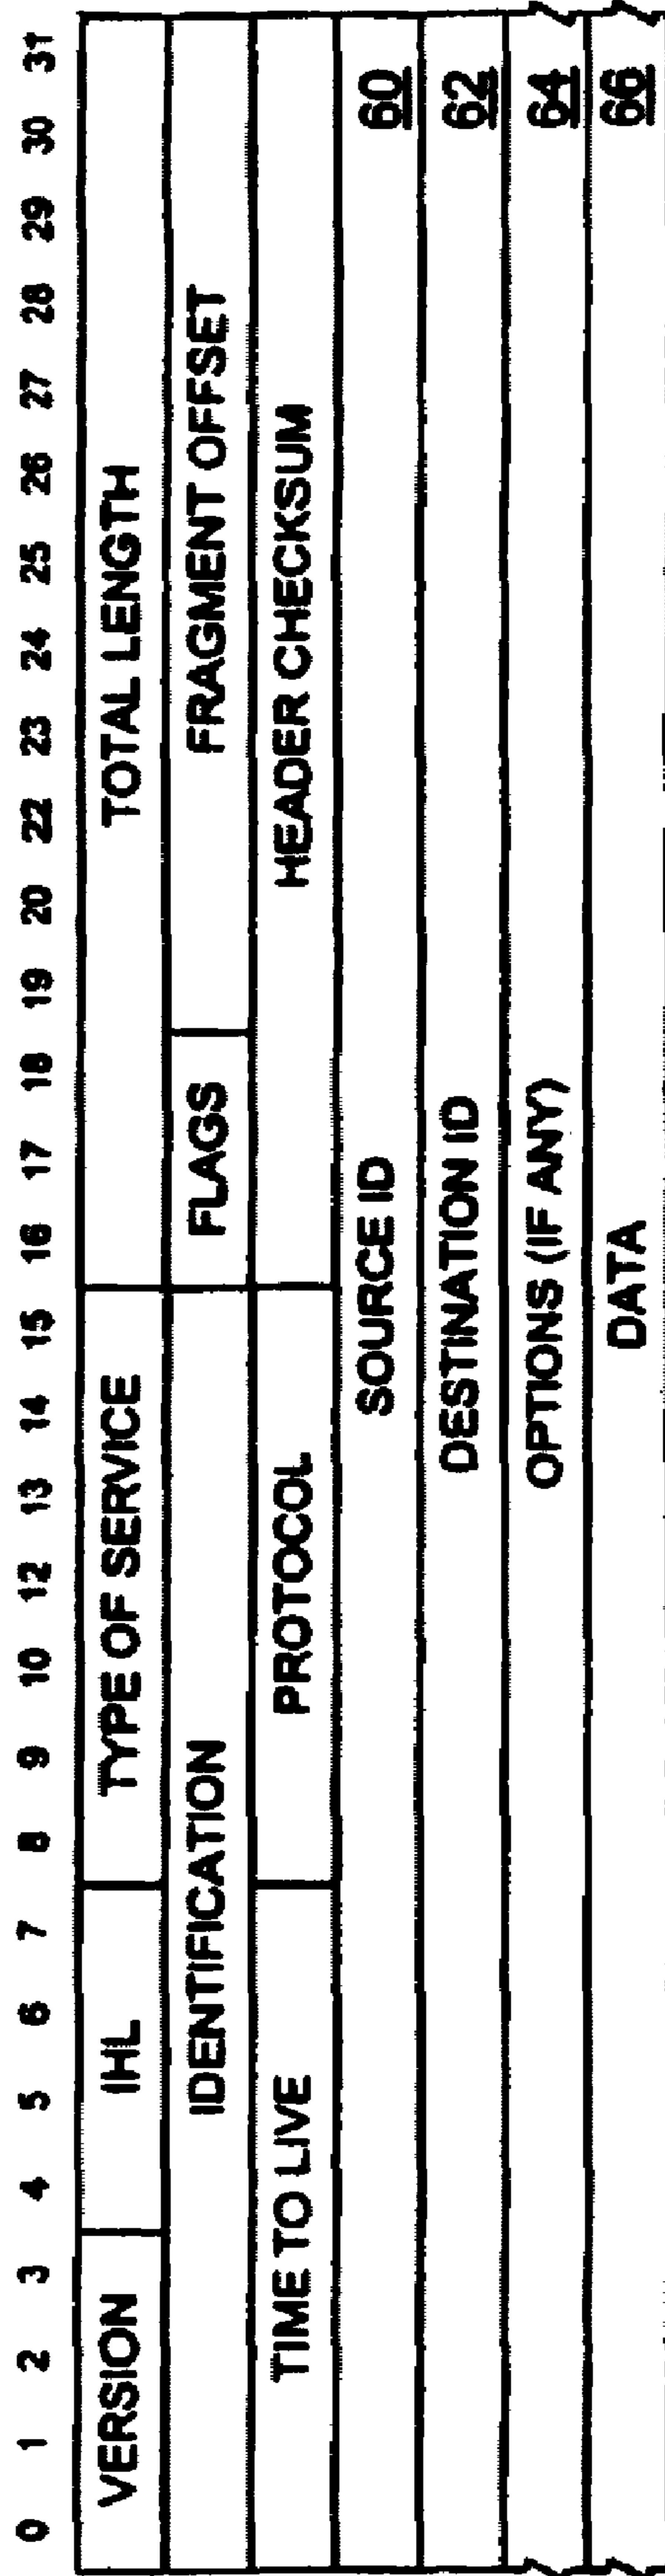 0 1 2 3 4 5 6 7 8 9 10 12 13 14 15 16 17 18 19 20 22 23 24 25 26 27 28 29 30 31
VERSION IHL TYPE OF SERVICE TOTAL LENGTH
IDENTIFICATION FLAGS FRAGMENT OFFSET
TIME TO LIVE PROTOCOL HEADER CHECKSUM
SOURCE ID 60
DESTINATION ID 62
OPTIONS (IF ANY) 64
DATA 66